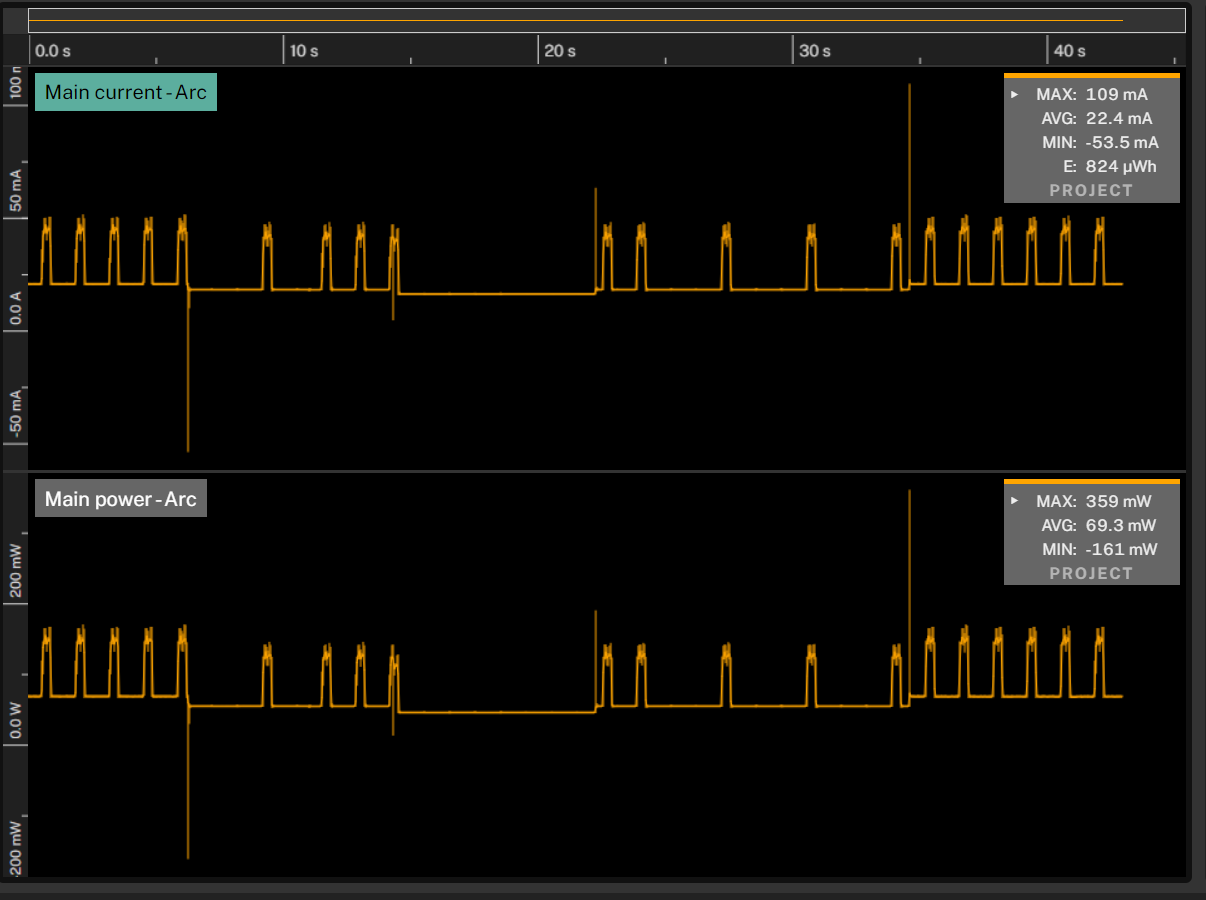 0.0 s
10 s
20 s
30 s
40 s
Main current - Arc
MAX: 109 mA
AVG: 22.4 mA
MIN: -53.5 mA
E: 824 µWh
PROJECT
50 mA
0.0 A
-50 mA
Main power - Arc
MAX: 359 mW
AVG: 69.3 mW
MIN: -161 mW
PROJECT
200 mW
0.0 W
-200 mW